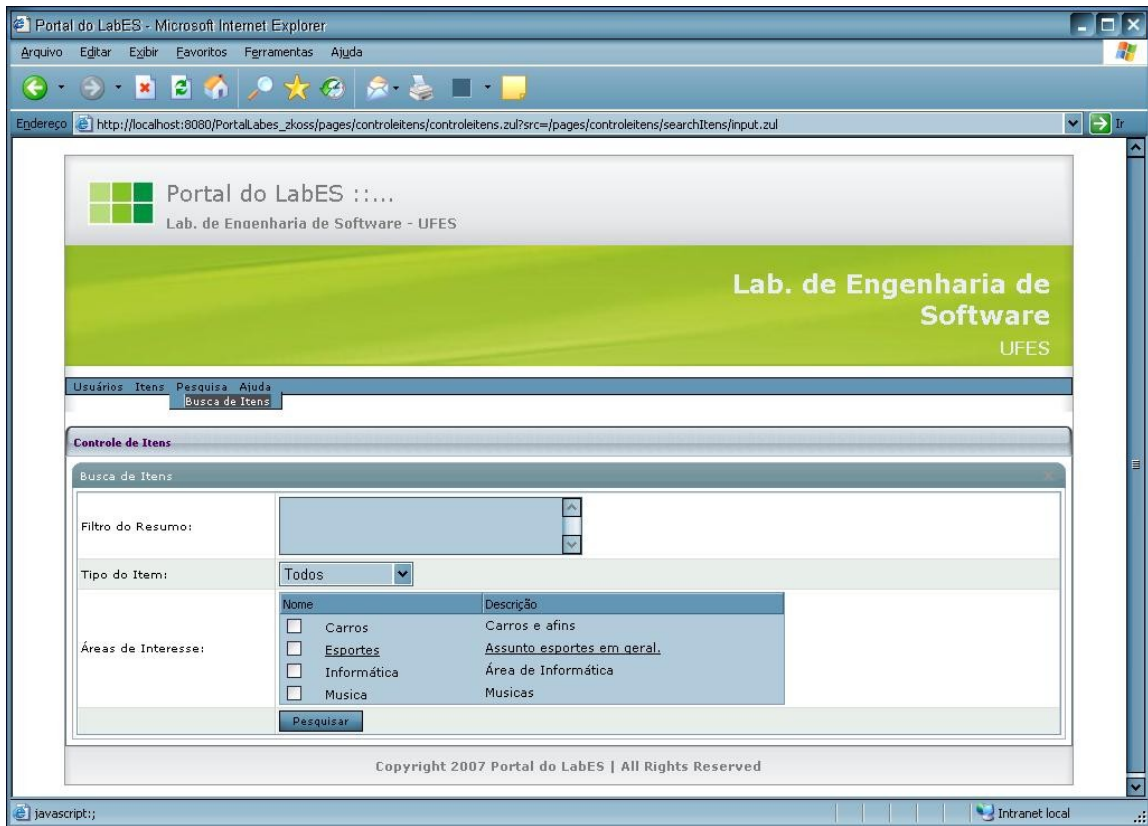 Portal do LabES - Microsoft Internet Explorer
Arquivo Editar Exibir Favoritos Ferramentas Ajuda
Endereço http://localhost:8080/PortalLabes_zkoss/pages/controleitens/controleitens.zul?src=/pages/controleitens/searchItens/input.zul Ir
Portal do LabES ::...
Lab. de Engenharia de Software - UFES
Lab. de Engenharia de
Software
UFES
Usuários Itens Pesquisa Ajuda
Busca de Itens
Controle de Itens
Busca de Itens
Filtro do Resumo:
Tipo do Item: Todos
Áreas de Interesse:
Nome Descrição
Carros Carros e afins
Esportes Assunto esportes em geral.
Informática Área de Informática
Musica Musicas
Pesquisar
Copyright 2007 Portal do LabES | All Rights Reserved
javascript:; Intranet local